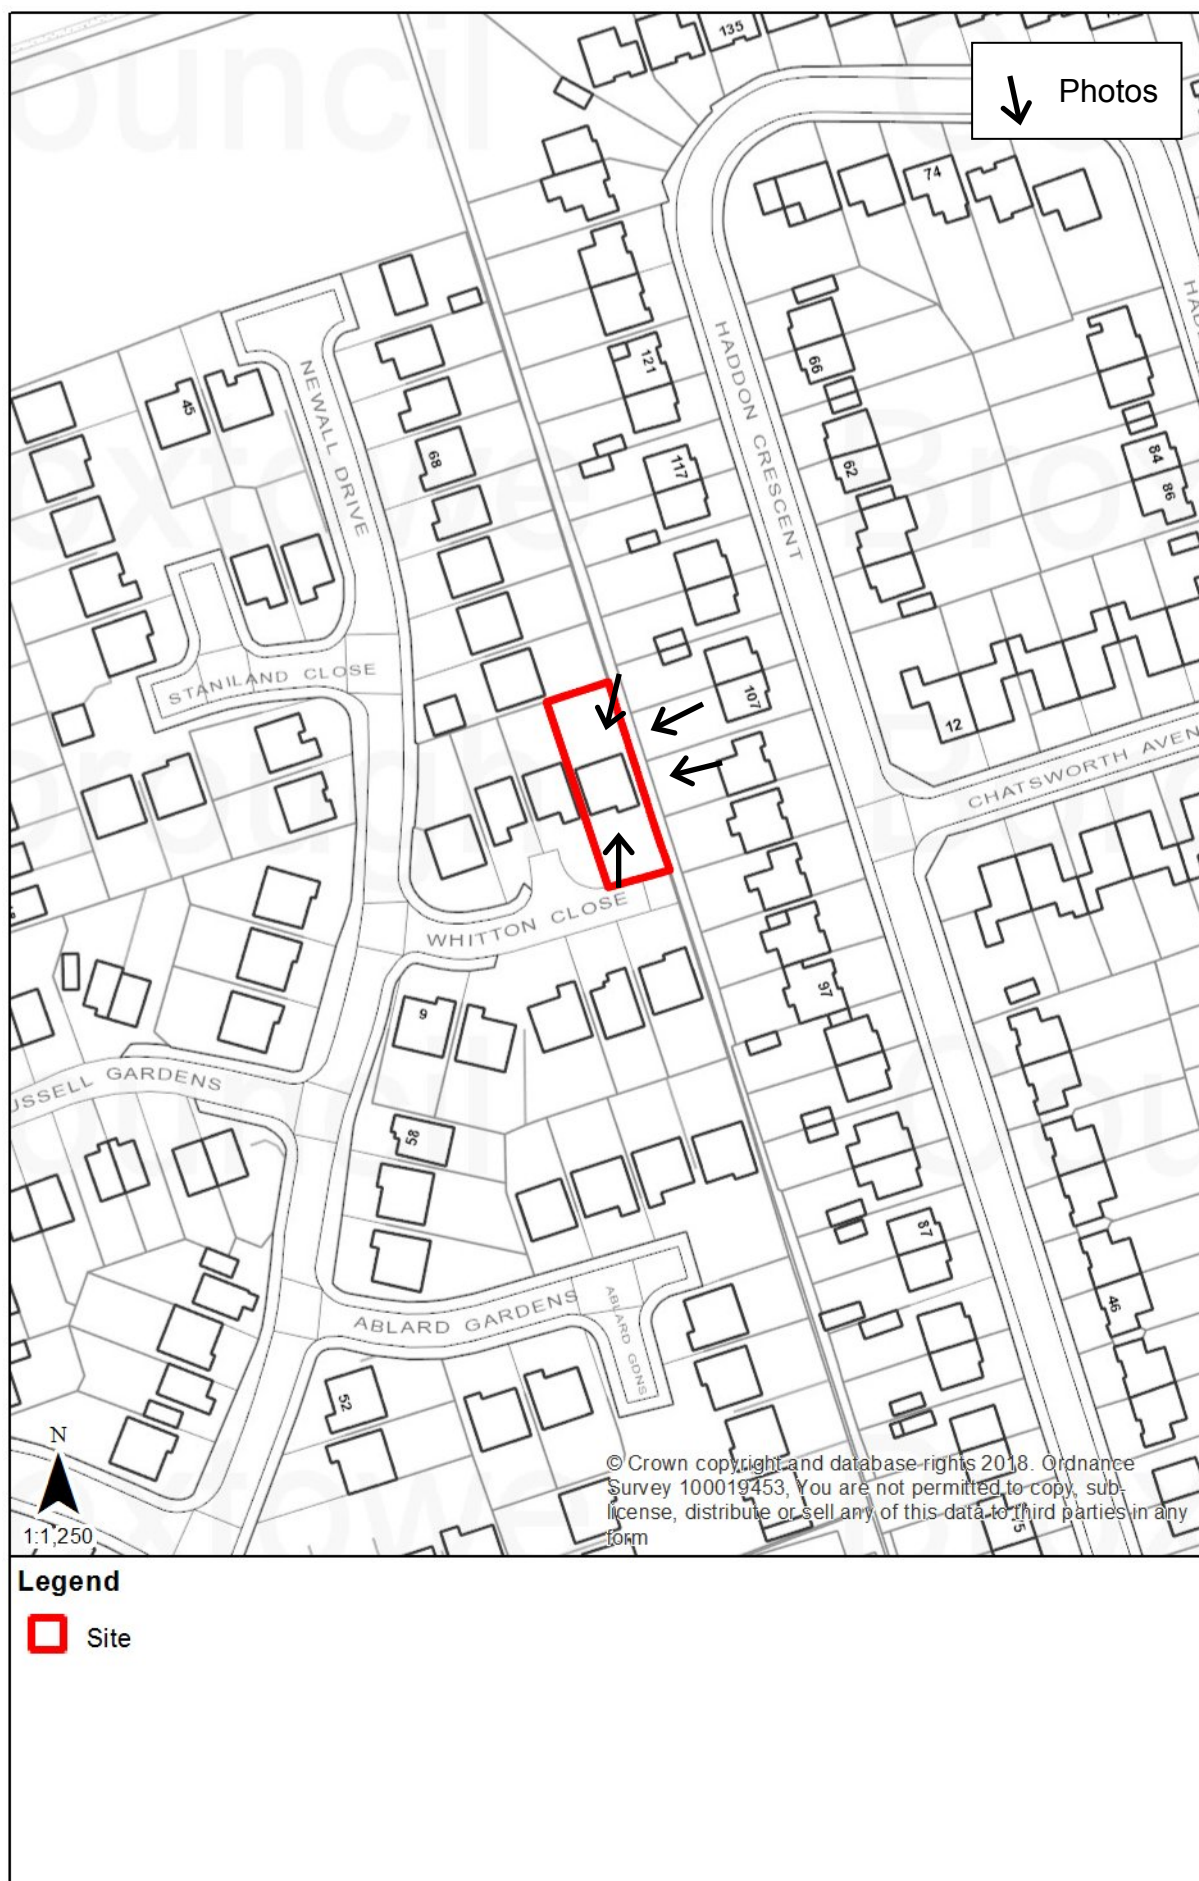 135
Photos
74
HADDON CRESCENT
66
121
NEWALL DRIVE
45
68
62
117
84
86
STANILAND CLOSE
107
12
CHATSWORTH AVEN
WHITTON CLOSE
97
9
USSELL GARDENS
58
87
ABLARD GARDENS
ABLARD GDNS
46
52
N
1:1,250
© Crown copyright and database rights 2018. Ordnance
Survey 100019453, You are not permitted to copy, sub-
license, distribute or sell any of this data to third parties in any
form
Legend
Site